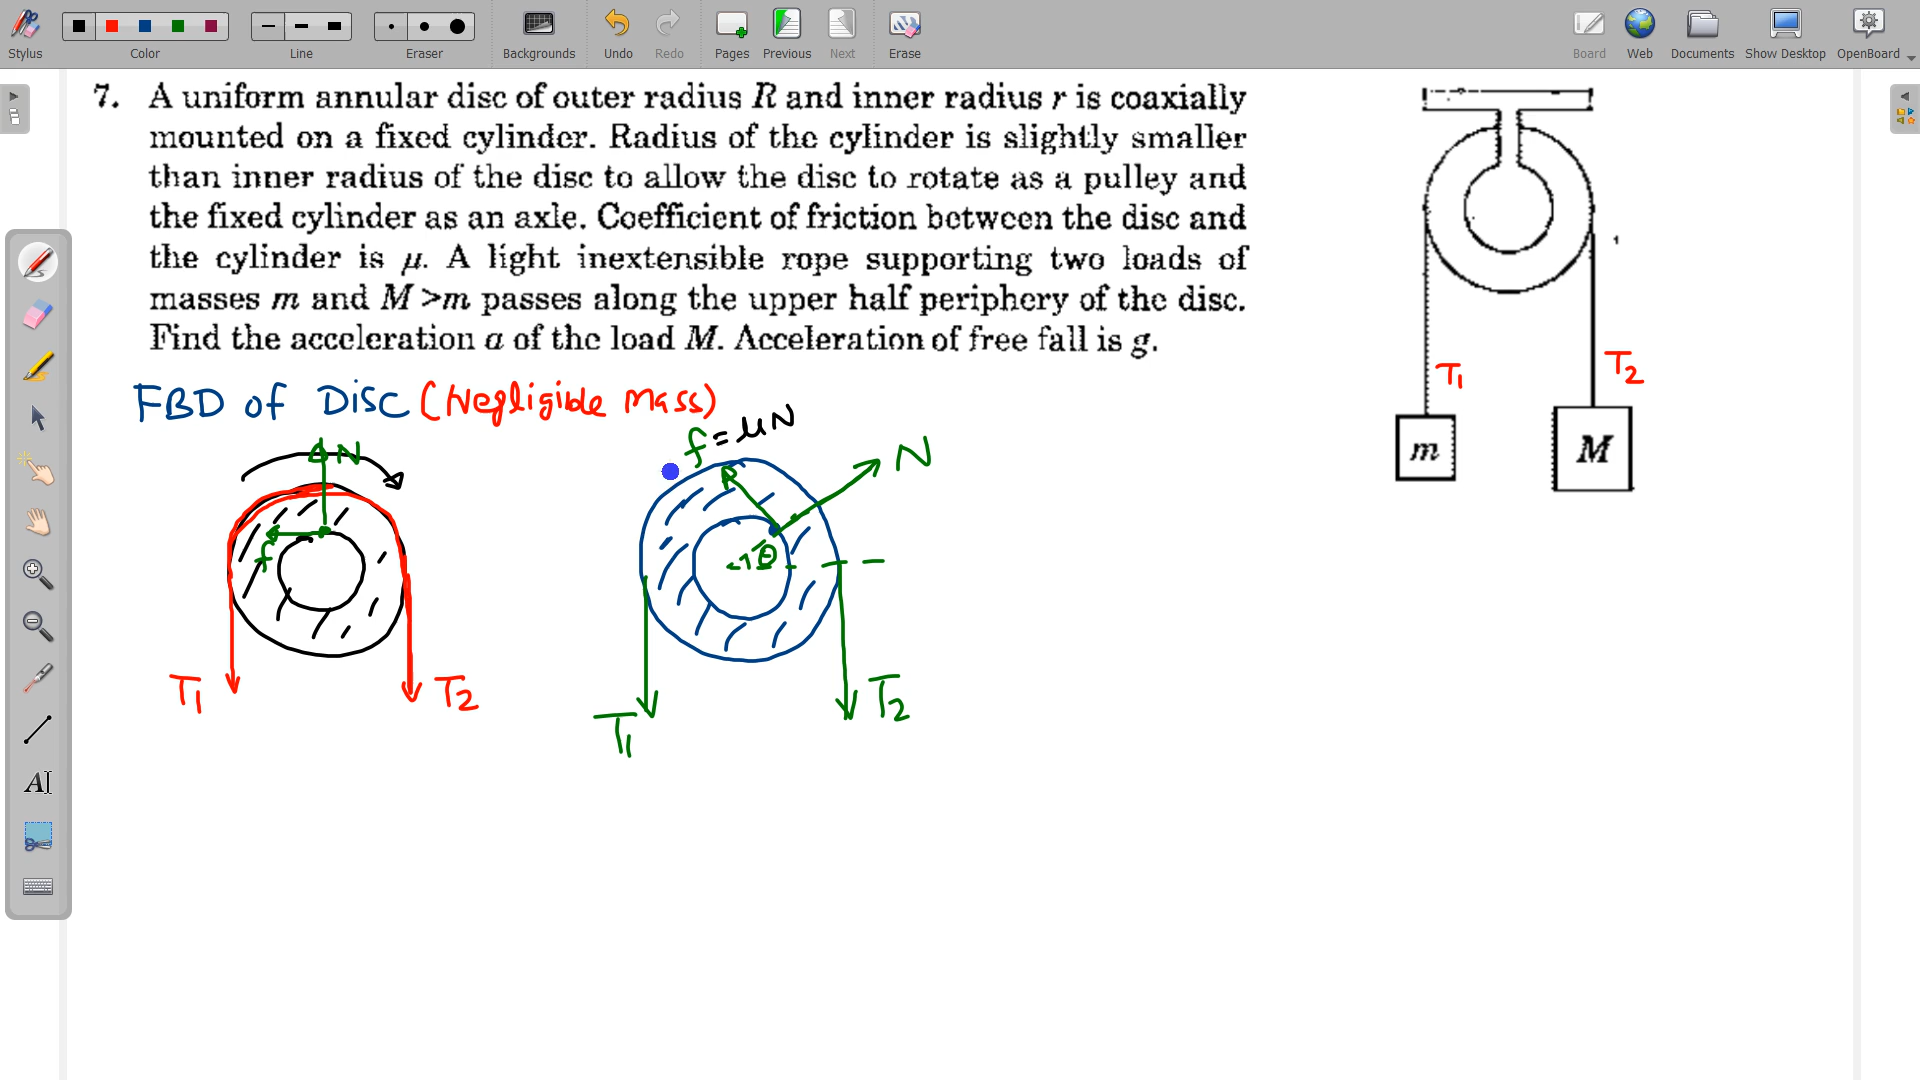 Stylus
Color
Line
Eraser
Backgrounds
Undo
Redo
Pages
Previous
Next
Erase
Board
Web
Documents
Show Desktop
OpenBoard
7. A uniform annular disc of outer radius R and inner radius r is coaxially
mounted on a fixed cylinder. Radius of the cylinder is slightly smaller
than inner radius of the disc to allow the disc to rotate as a pulley and
the fixed cylinder as an axle. Coefficient of friction between the disc and
the cylinder is μ. A light inextensible rope supporting two loads of
masses m and M >m passes along the upper half periphery of the disc.
Find the acceleration a of the load M. Acceleration of free fall is g.
T1
T2
m
M
FBD of Disc (Negligible Mass)
N
f
T1
T2
f = μN
N
θ
T1
T2
A